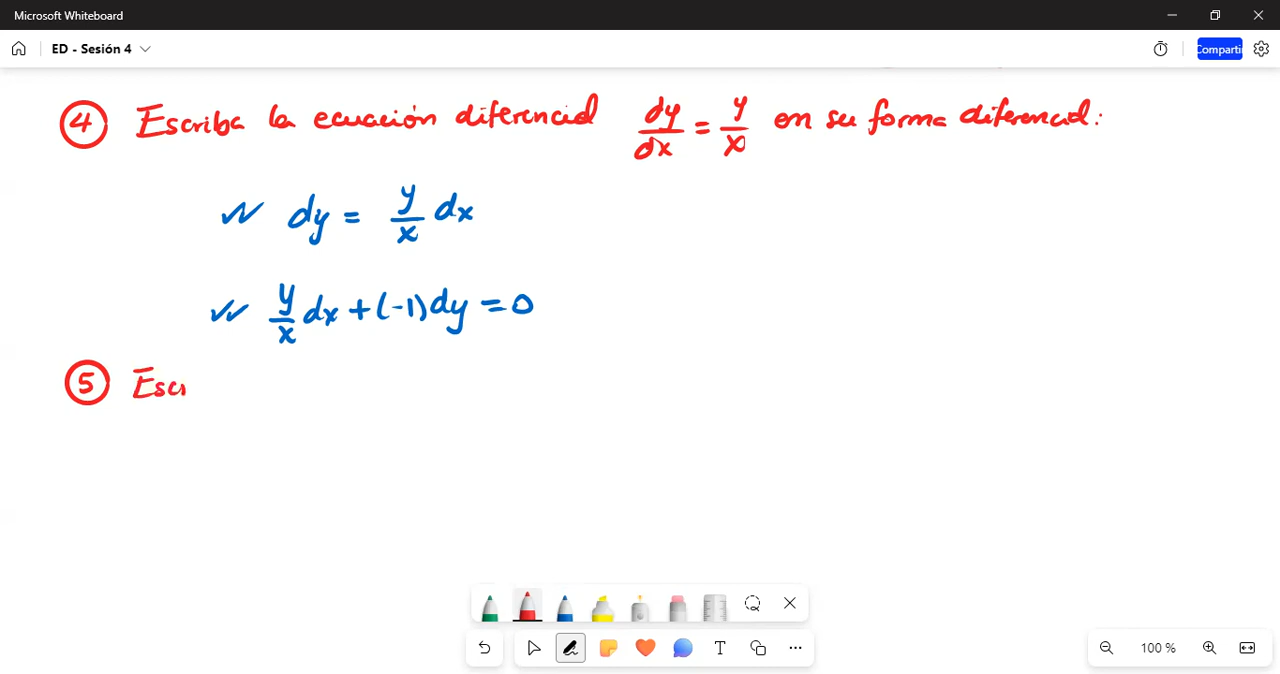 Microsoft Whiteboard
ED - Sesión 4
Comparti
④ Escriba la ecuación diferencial dy/dx = y/x en su forma diferencial:
dy = y/x dx
y/x dx + (-1) dy = 0
⑤ Escr
T
100 %